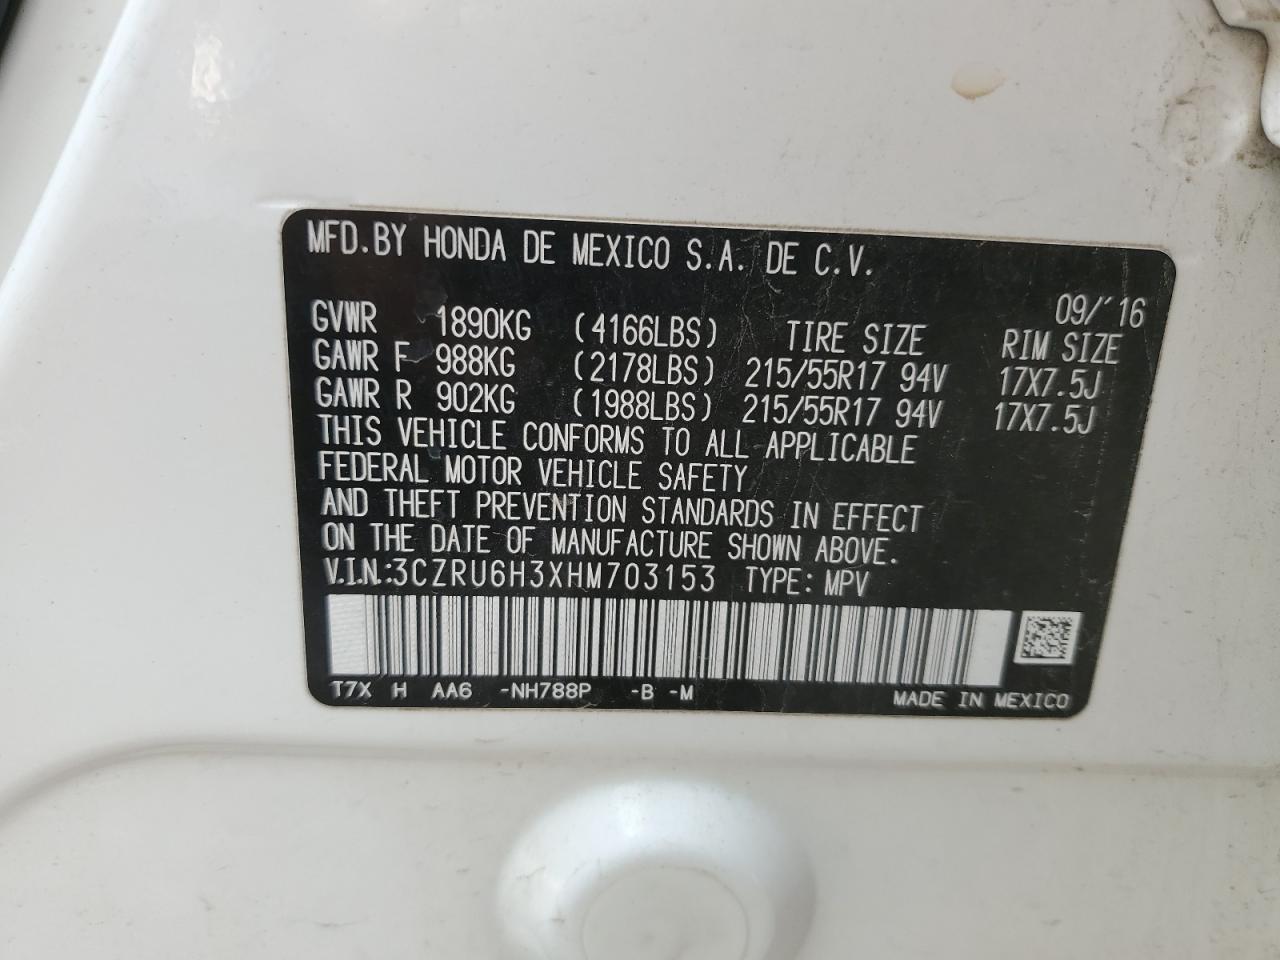 MFD.BY HONDA DE MEXICO S.A. DE C.V.
09/'16
GVWR 1890KG (4166LBS) TIRE SIZE RIM SIZE
GAWR F 988KG (2178LBS) 215/55R17 94V 17X7.5J
GAWR R 902KG (1988LBS) 215/55R17 94V 17X7.5J
THIS VEHICLE CONFORMS TO ALL APPLICABLE
FEDERAL MOTOR VEHICLE SAFETY
AND THEFT PREVENTION STANDARDS IN EFFECT
ON THE DATE OF MANUFACTURE SHOWN ABOVE.
V.I.N.:3CZRU6H3XHM703153 TYPE: MPV
T7X H AA6 -NH788P -B -M MADE IN MEXICO